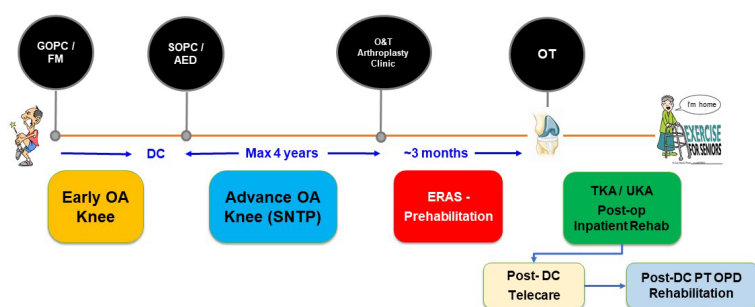 GOPC /
FM
SOPC /
AED
O&T
Arthroplasty
Clinic
OT
I'm home
EXERCISE
FOR SENIORS
DC
Max 4 years
~3 months
Early OA
Knee
Advance OA
Knee (SNTP)
ERAS -
Prehabilitation
TKA / UKA
Post-op
Inpatient Rehab
Post- DC
Telecare
Post-DC PT OPD
Rehabilitation